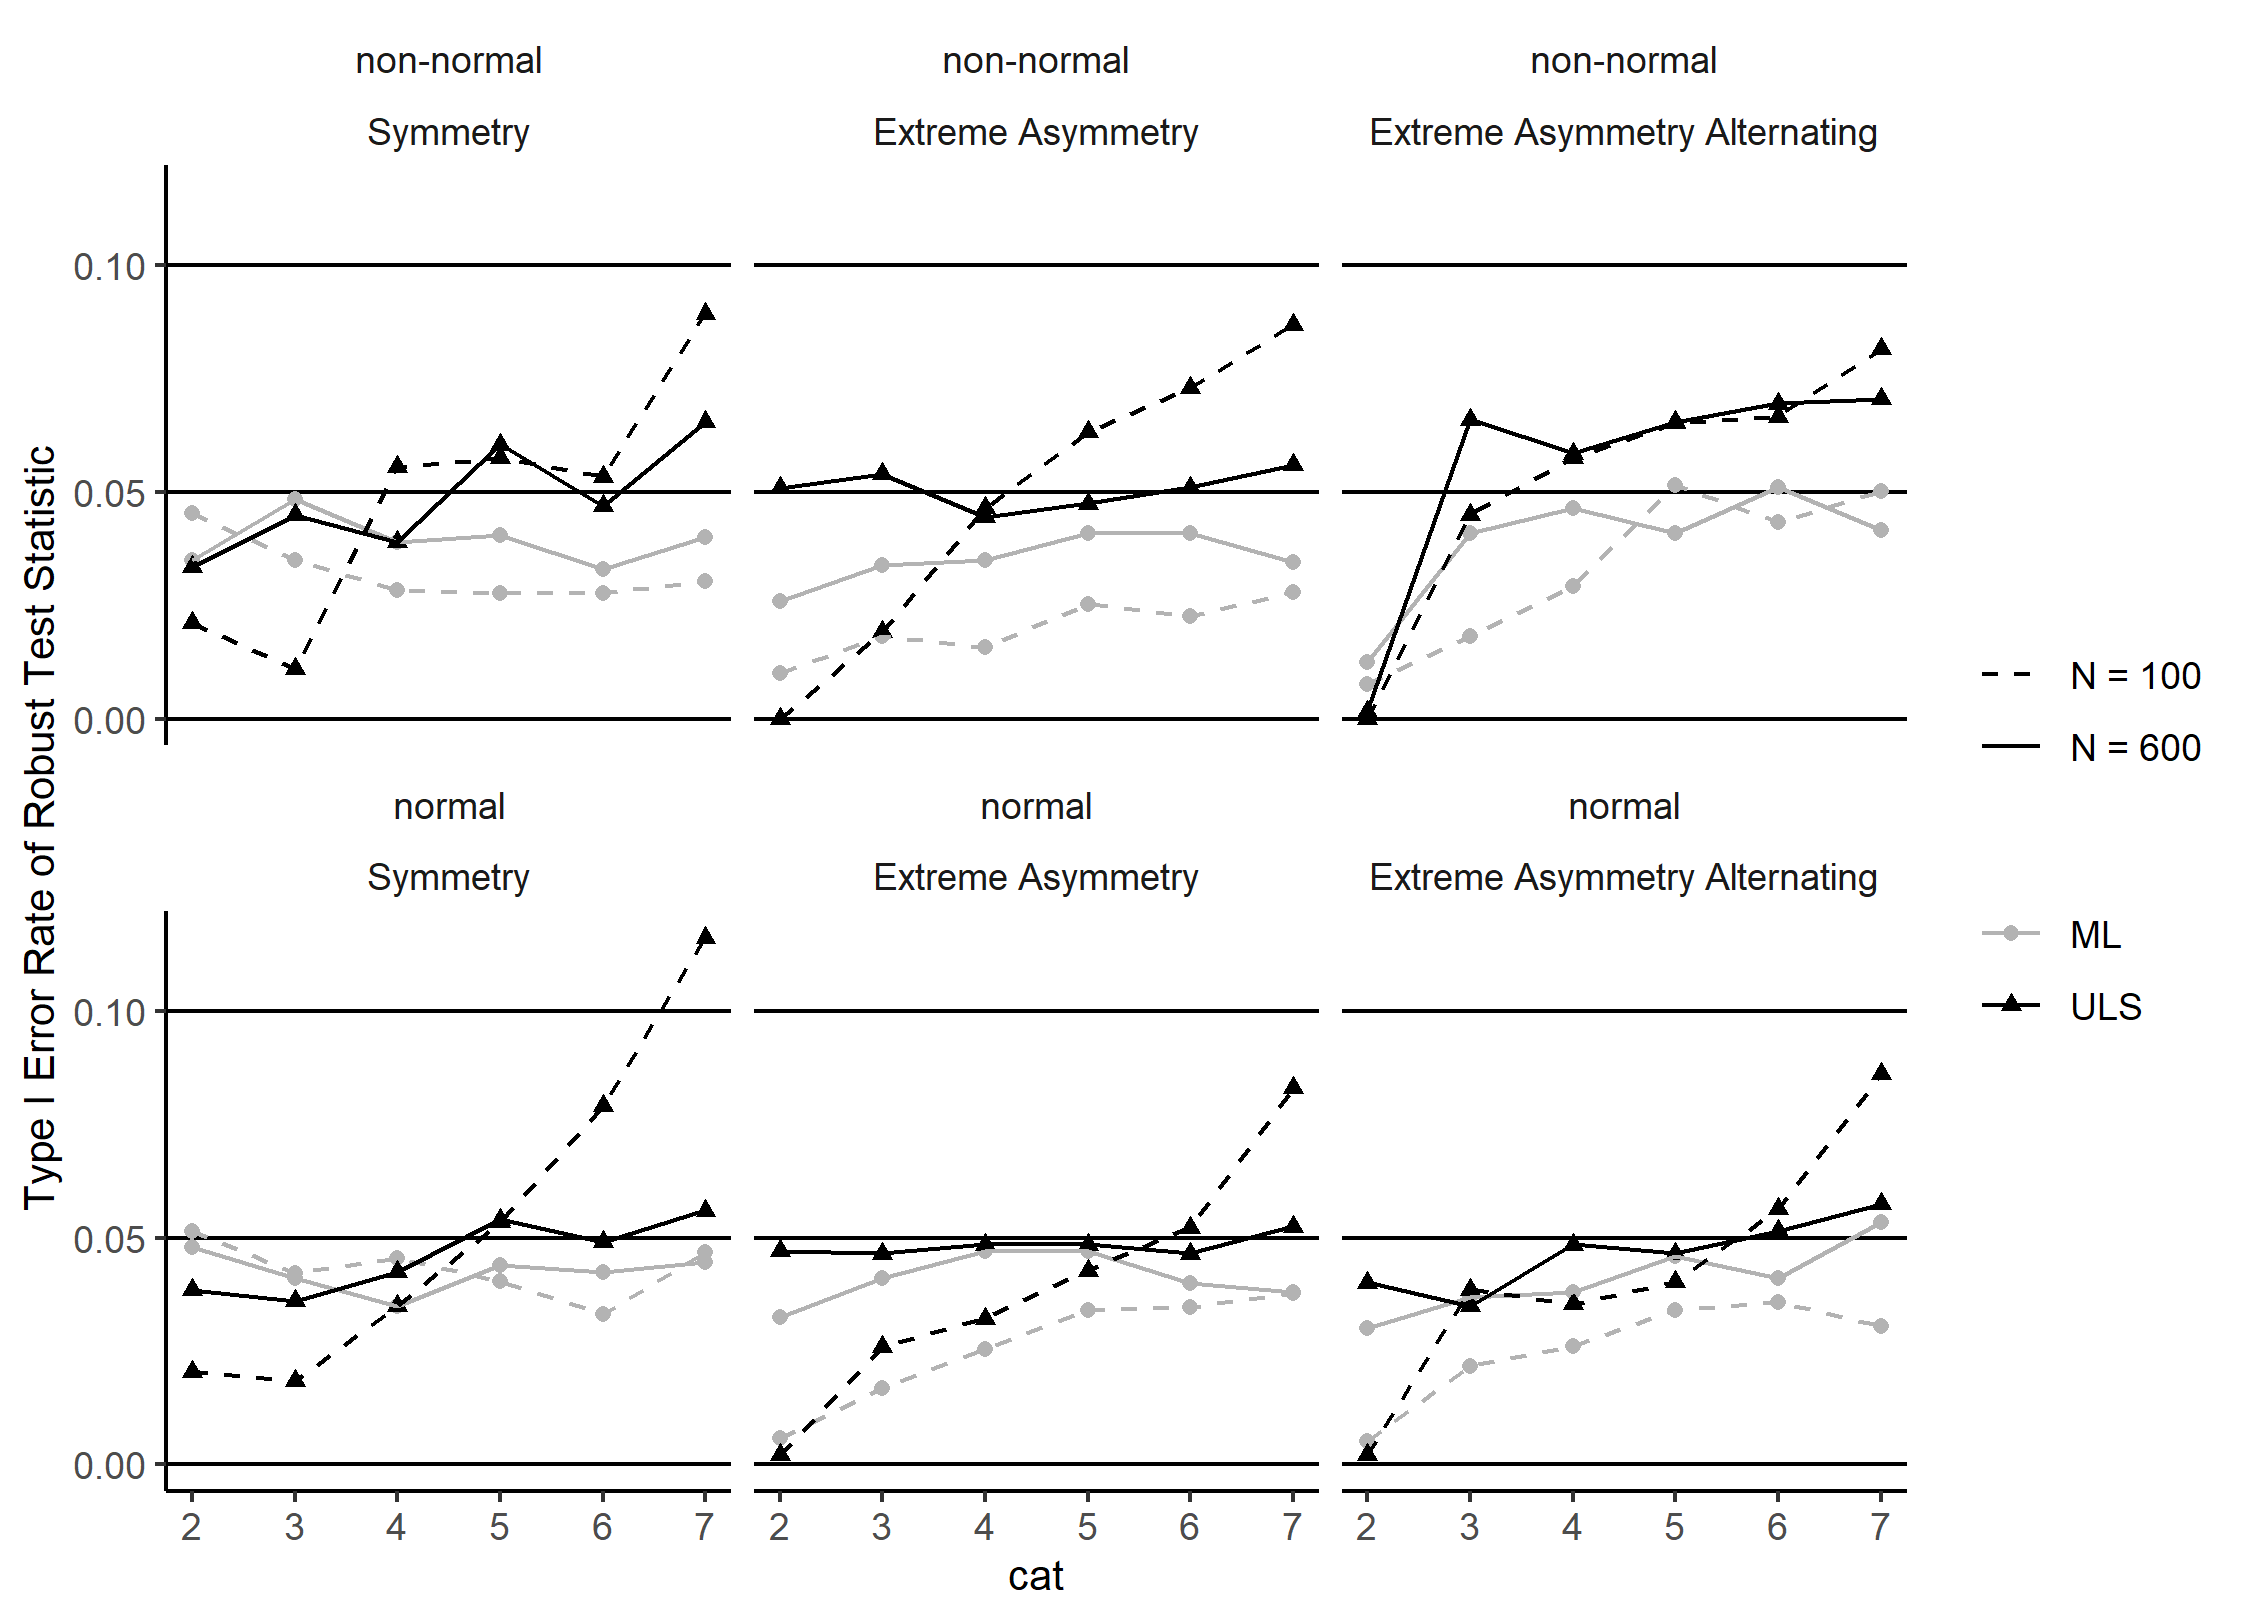 non-normal non-normal non-normal
Symmetry Extreme Asymmetry Extreme Asymmetry Alternating
0.10
0.05
0.00
normal normal normal
Symmetry Extreme Asymmetry Extreme Asymmetry Alternating
0.10
0.05
0.00
2 3 4 5 6 7 2 3 4 5 6 7 2 3 4 5 6 7
cat
Type I Error Rate of Robust Test Statistic
N = 100
N = 600
ML
ULS